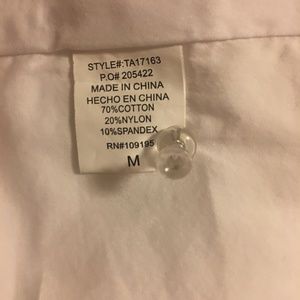 STYLE#:TA17163
P.O# 205422
MADE IN CHINA
HECHO EN CHINA
70%COTTON
20%NYLON
10%SPANDEX
RN#109195
M